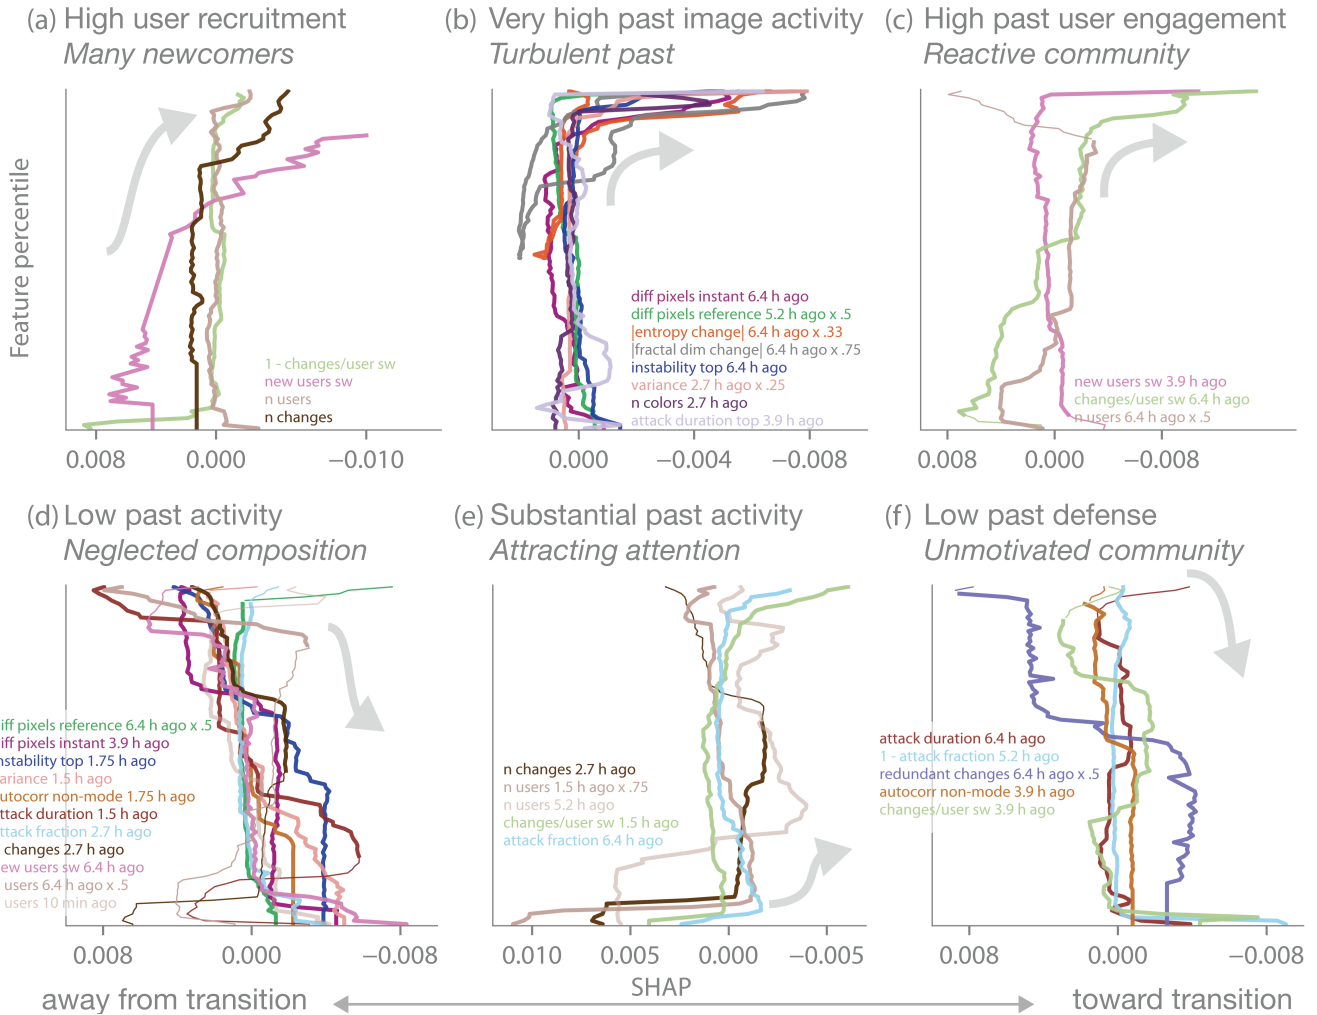 (a) High user recruitment
Many newcomers
(b) Very high past image activity
Turbulent past
(c) High past user engagement
Reactive community
Feature percentile
1 - changes/user sw
new users sw
n users
n changes
0.008 0.000 −0.010
diff pixels instant 6.4 h ago
diff pixels reference 5.2 h ago x .5
|entropy change| 6.4 h ago x .33
|fractal dim change| 6.4 h ago x .75
instability top 6.4 h ago
variance 2.7 h ago x .25
n colors 2.7 h ago
attack duration top 3.9 h ago
0.000 −0.004 −0.008
new users sw 3.9 h ago
changes/user sw 6.4 h ago
n users 6.4 h ago x .5
0.008 0.000 −0.008
(d) Low past activity
Neglected composition
(e) Substantial past activity
Attracting attention
(f) Low past defense
Unmotivated community
iff pixels reference 6.4 h ago x .5
iff pixels instant 3.9 h ago
nstability top 1.75 h ago
ariance 1.5 h ago
utocorr non-mode 1.75 h ago
ttack duration 1.5 h ago
ttack fraction 2.7 h ago
changes 2.7 h ago
ew users sw 6.4 h ago
users 6.4 h ago x .5
users 10 min ago
0.008 0.000 −0.008
n changes 2.7 h ago
n users 1.5 h ago x .75
n users 5.2 h ago
changes/user sw 1.5 h ago
attack fraction 6.4 h ago
0.010 0.005 0.000 −0.005
attack duration 6.4 h ago
1 - attack fraction 5.2 h ago
redundant changes 6.4 h ago x .5
autocorr non-mode 3.9 h ago
changes/user sw 3.9 h ago
0.008 0.000 −0.008
SHAP
away from transition
toward transition